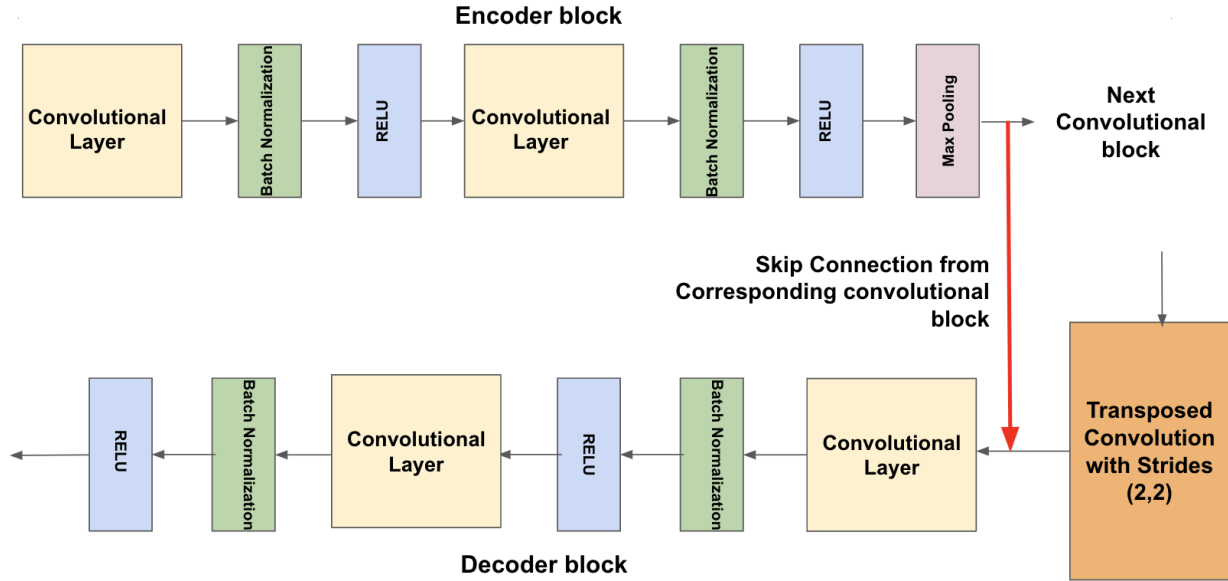 Encoder block
Convolutional
Layer
Batch Normalization
RELU
Convolutional
Layer
Batch Normalization
RELU
Max Pooling
Next
Convolutional
block
Skip Connection from
Corresponding convolutional
block
Transposed
Convolution
with Strides
(2,2)
Convolutional
Layer
Batch Normalization
RELU
Convolutional
Layer
Batch Normalization
RELU
Decoder block